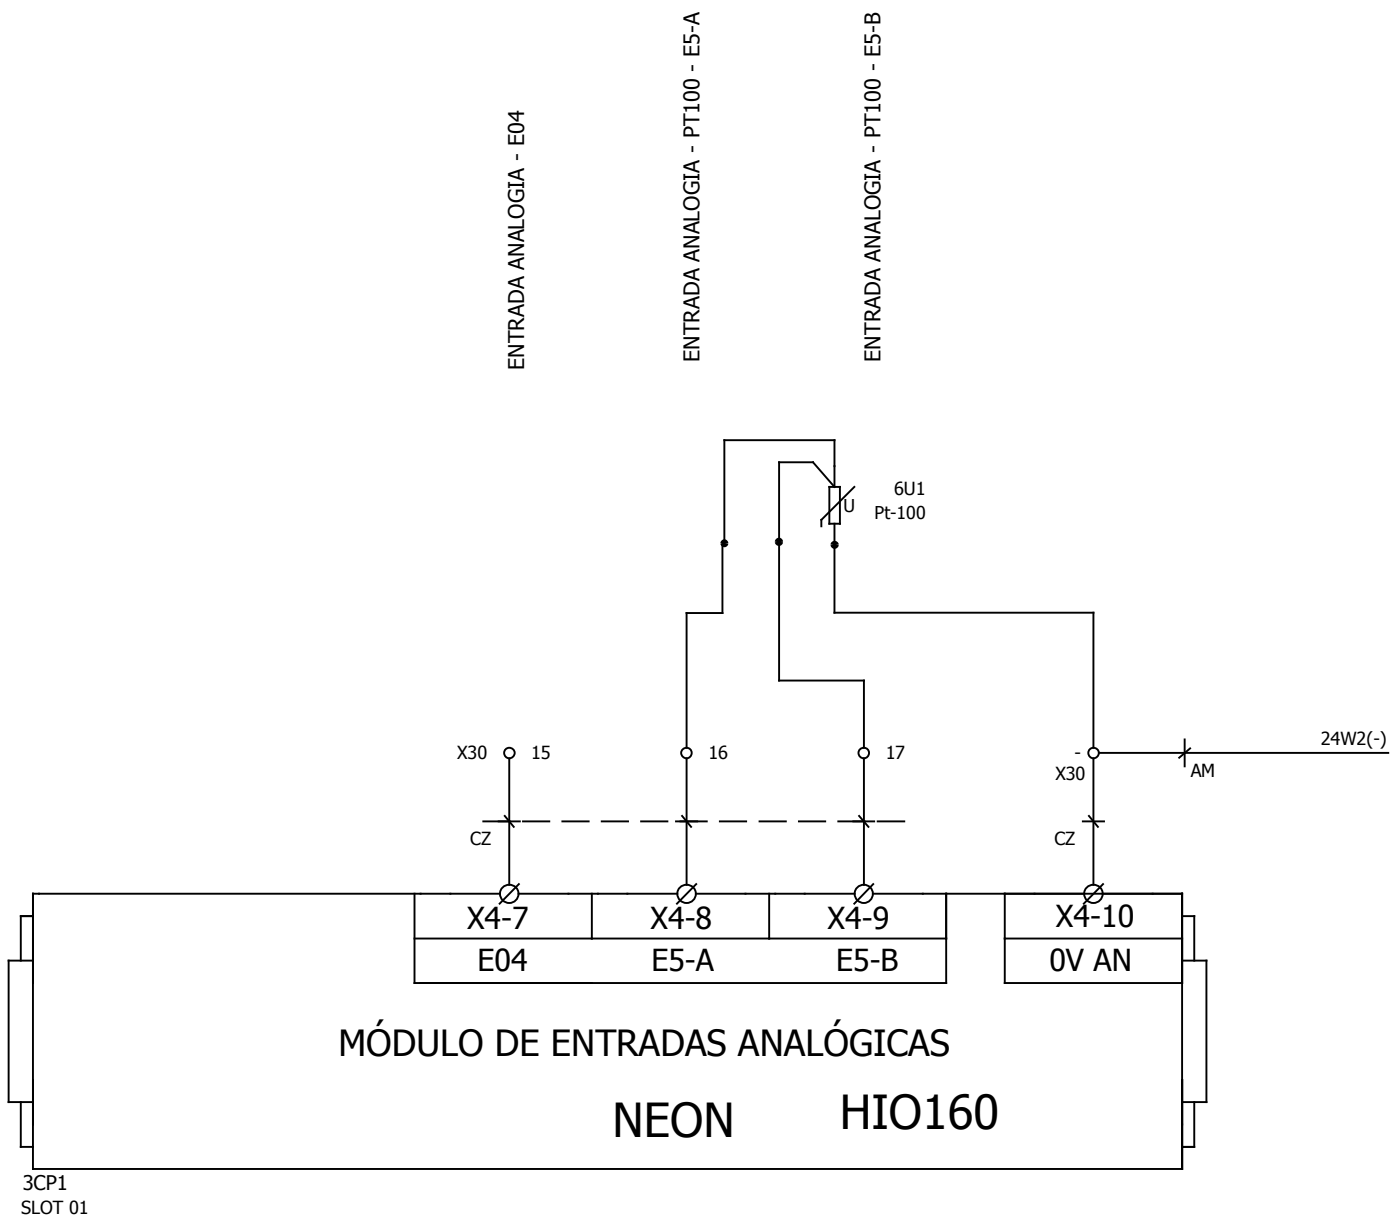 ENTRADA ANALOGIA - E04
ENTRADA ANALOGIA - PT100 - E5-A
ENTRADA ANALOGIA - PT100 - E5-B
6U1
U
Pt-100
24W2(-)
X30
15
16
17
-
X30
AM
CZ
CZ
X4-7
X4-8
X4-9
X4-10
E04
E5-A
E5-B
0V AN
MÓDULO DE ENTRADAS ANALÓGICAS
NEON
HIO160
3CP1
SLOT 01